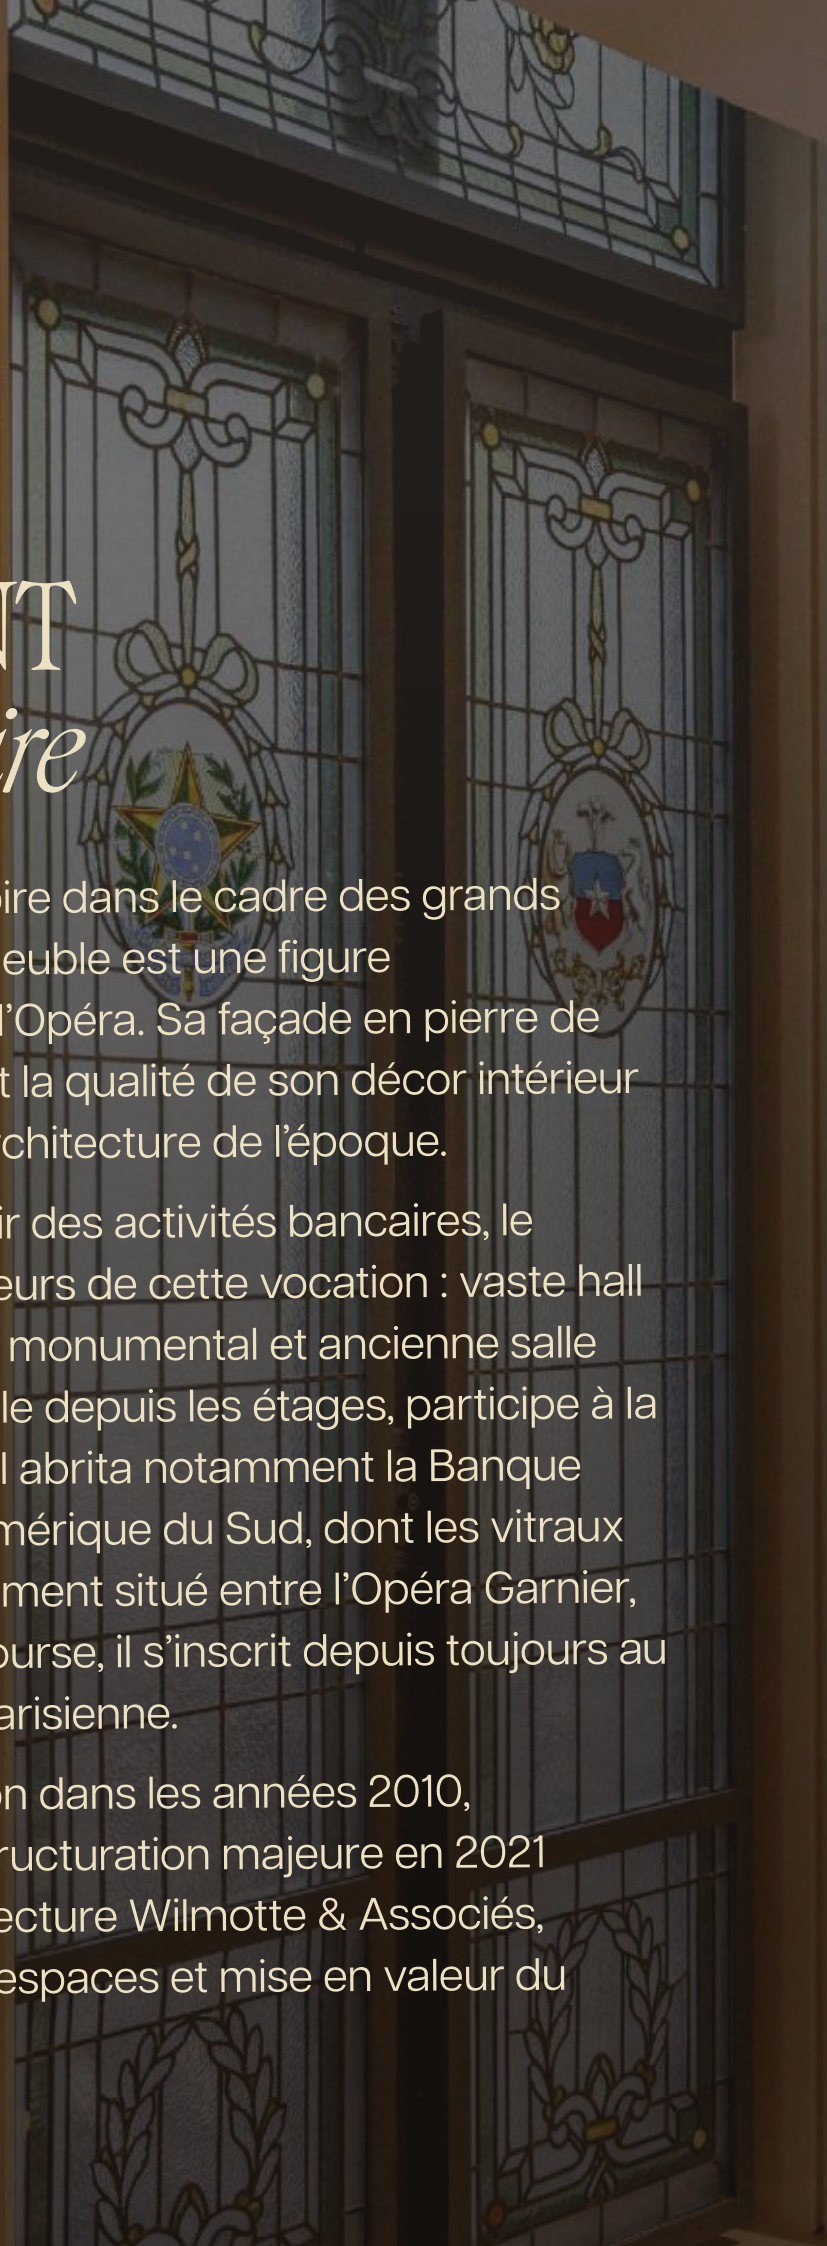 NT
ire
oire dans le cadre des grands
euble est une figure
l’Opéra. Sa façade en pierre de
t la qualité de son décor intérieur
rchitecture de l’époque.
ir des activités bancaires, le
eurs de cette vocation : vaste hall
monumental et ancienne salle
le depuis les étages, participe à la
l abrita notamment la Banque
mérique du Sud, dont les vitraux
ment situé entre l’Opéra Garnier,
ourse, il s’inscrit depuis toujours au
arisienne.
on dans les années 2010,
ructuration majeure en 2021
ecture Wilmotte & Associés,
espaces et mise en valeur du